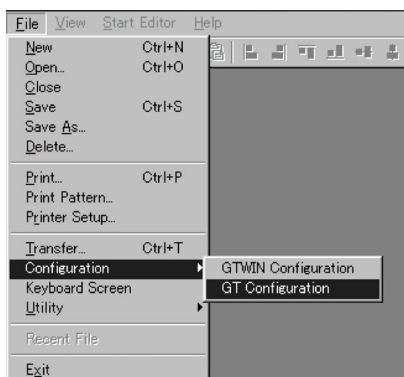 File View Start Editor Help
New Ctrl+N
Open... Ctrl+O
Close
Save Ctrl+S
Save As...
Delete...
Print... Ctrl+P
Print Pattern...
Printer Setup...
Transfer... Ctrl+T
Configuration GTWIN Configuration
Keyboard Screen GT Configuration
Utility
Recent File
Exit